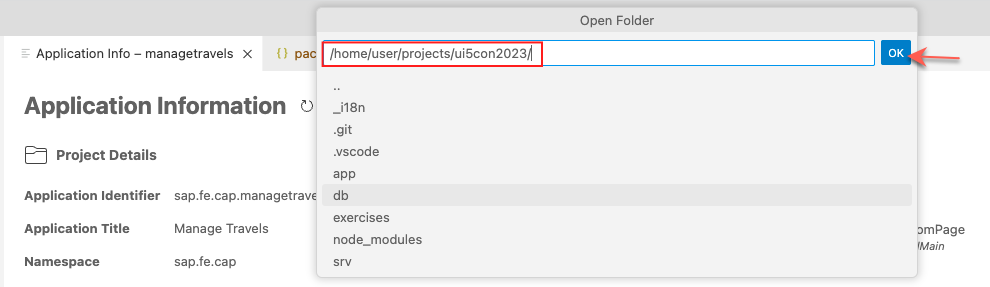 Open Folder
Application Info – managetravels
{ } pac
/home/user/projects/ui5con2023/
OK
..
_i18n
.git
.vscode
app
db
exercises
node_modules
srv
Application Information
Project Details
Application Identifier sap.fe.cap.managetrave
Application Title Manage Travels
Namespace sap.fe.cap
omPage
Main